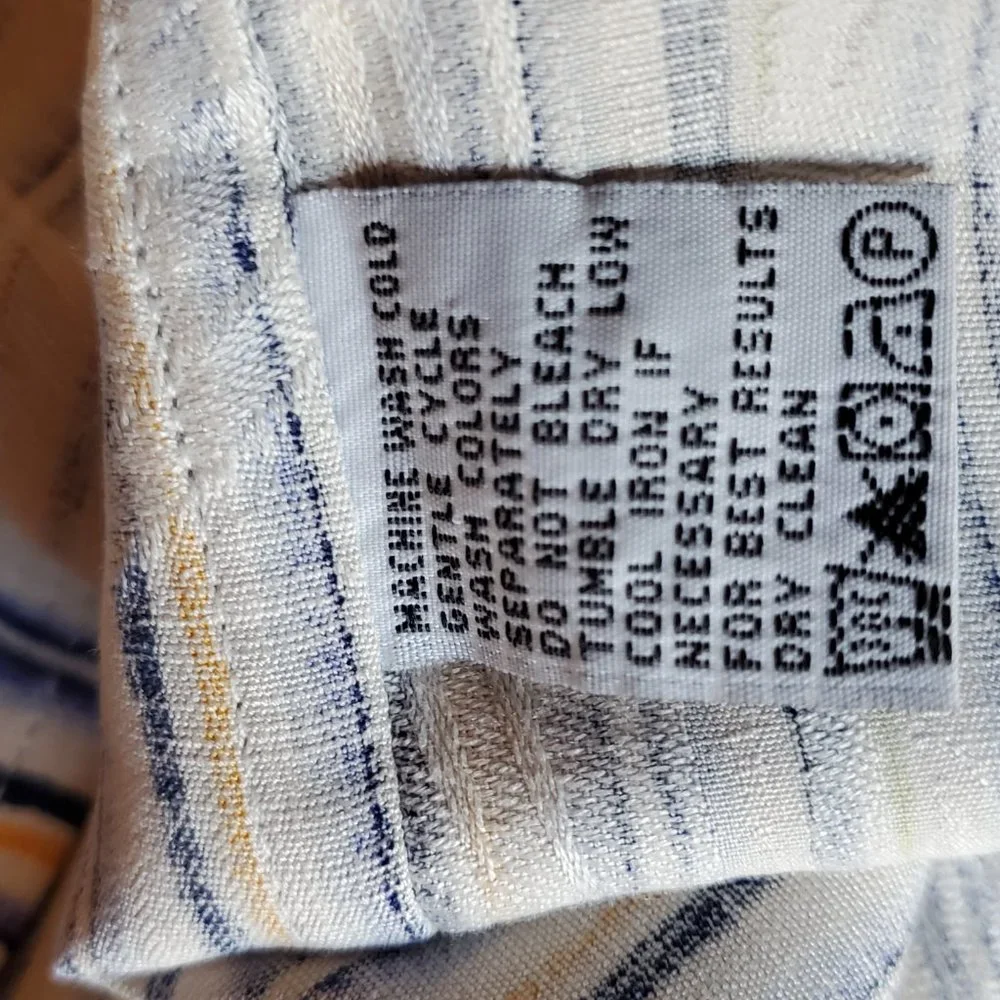 MACHINE WASH COLD
GENTLE CYCLE
WASH COLORS
SEPARATELY
DO NOT BLEACH
TUMBLE DRY LOW
COOL IRON IF
NECESSARY
FOR BEST RESULTS
DRY CLEAN
P